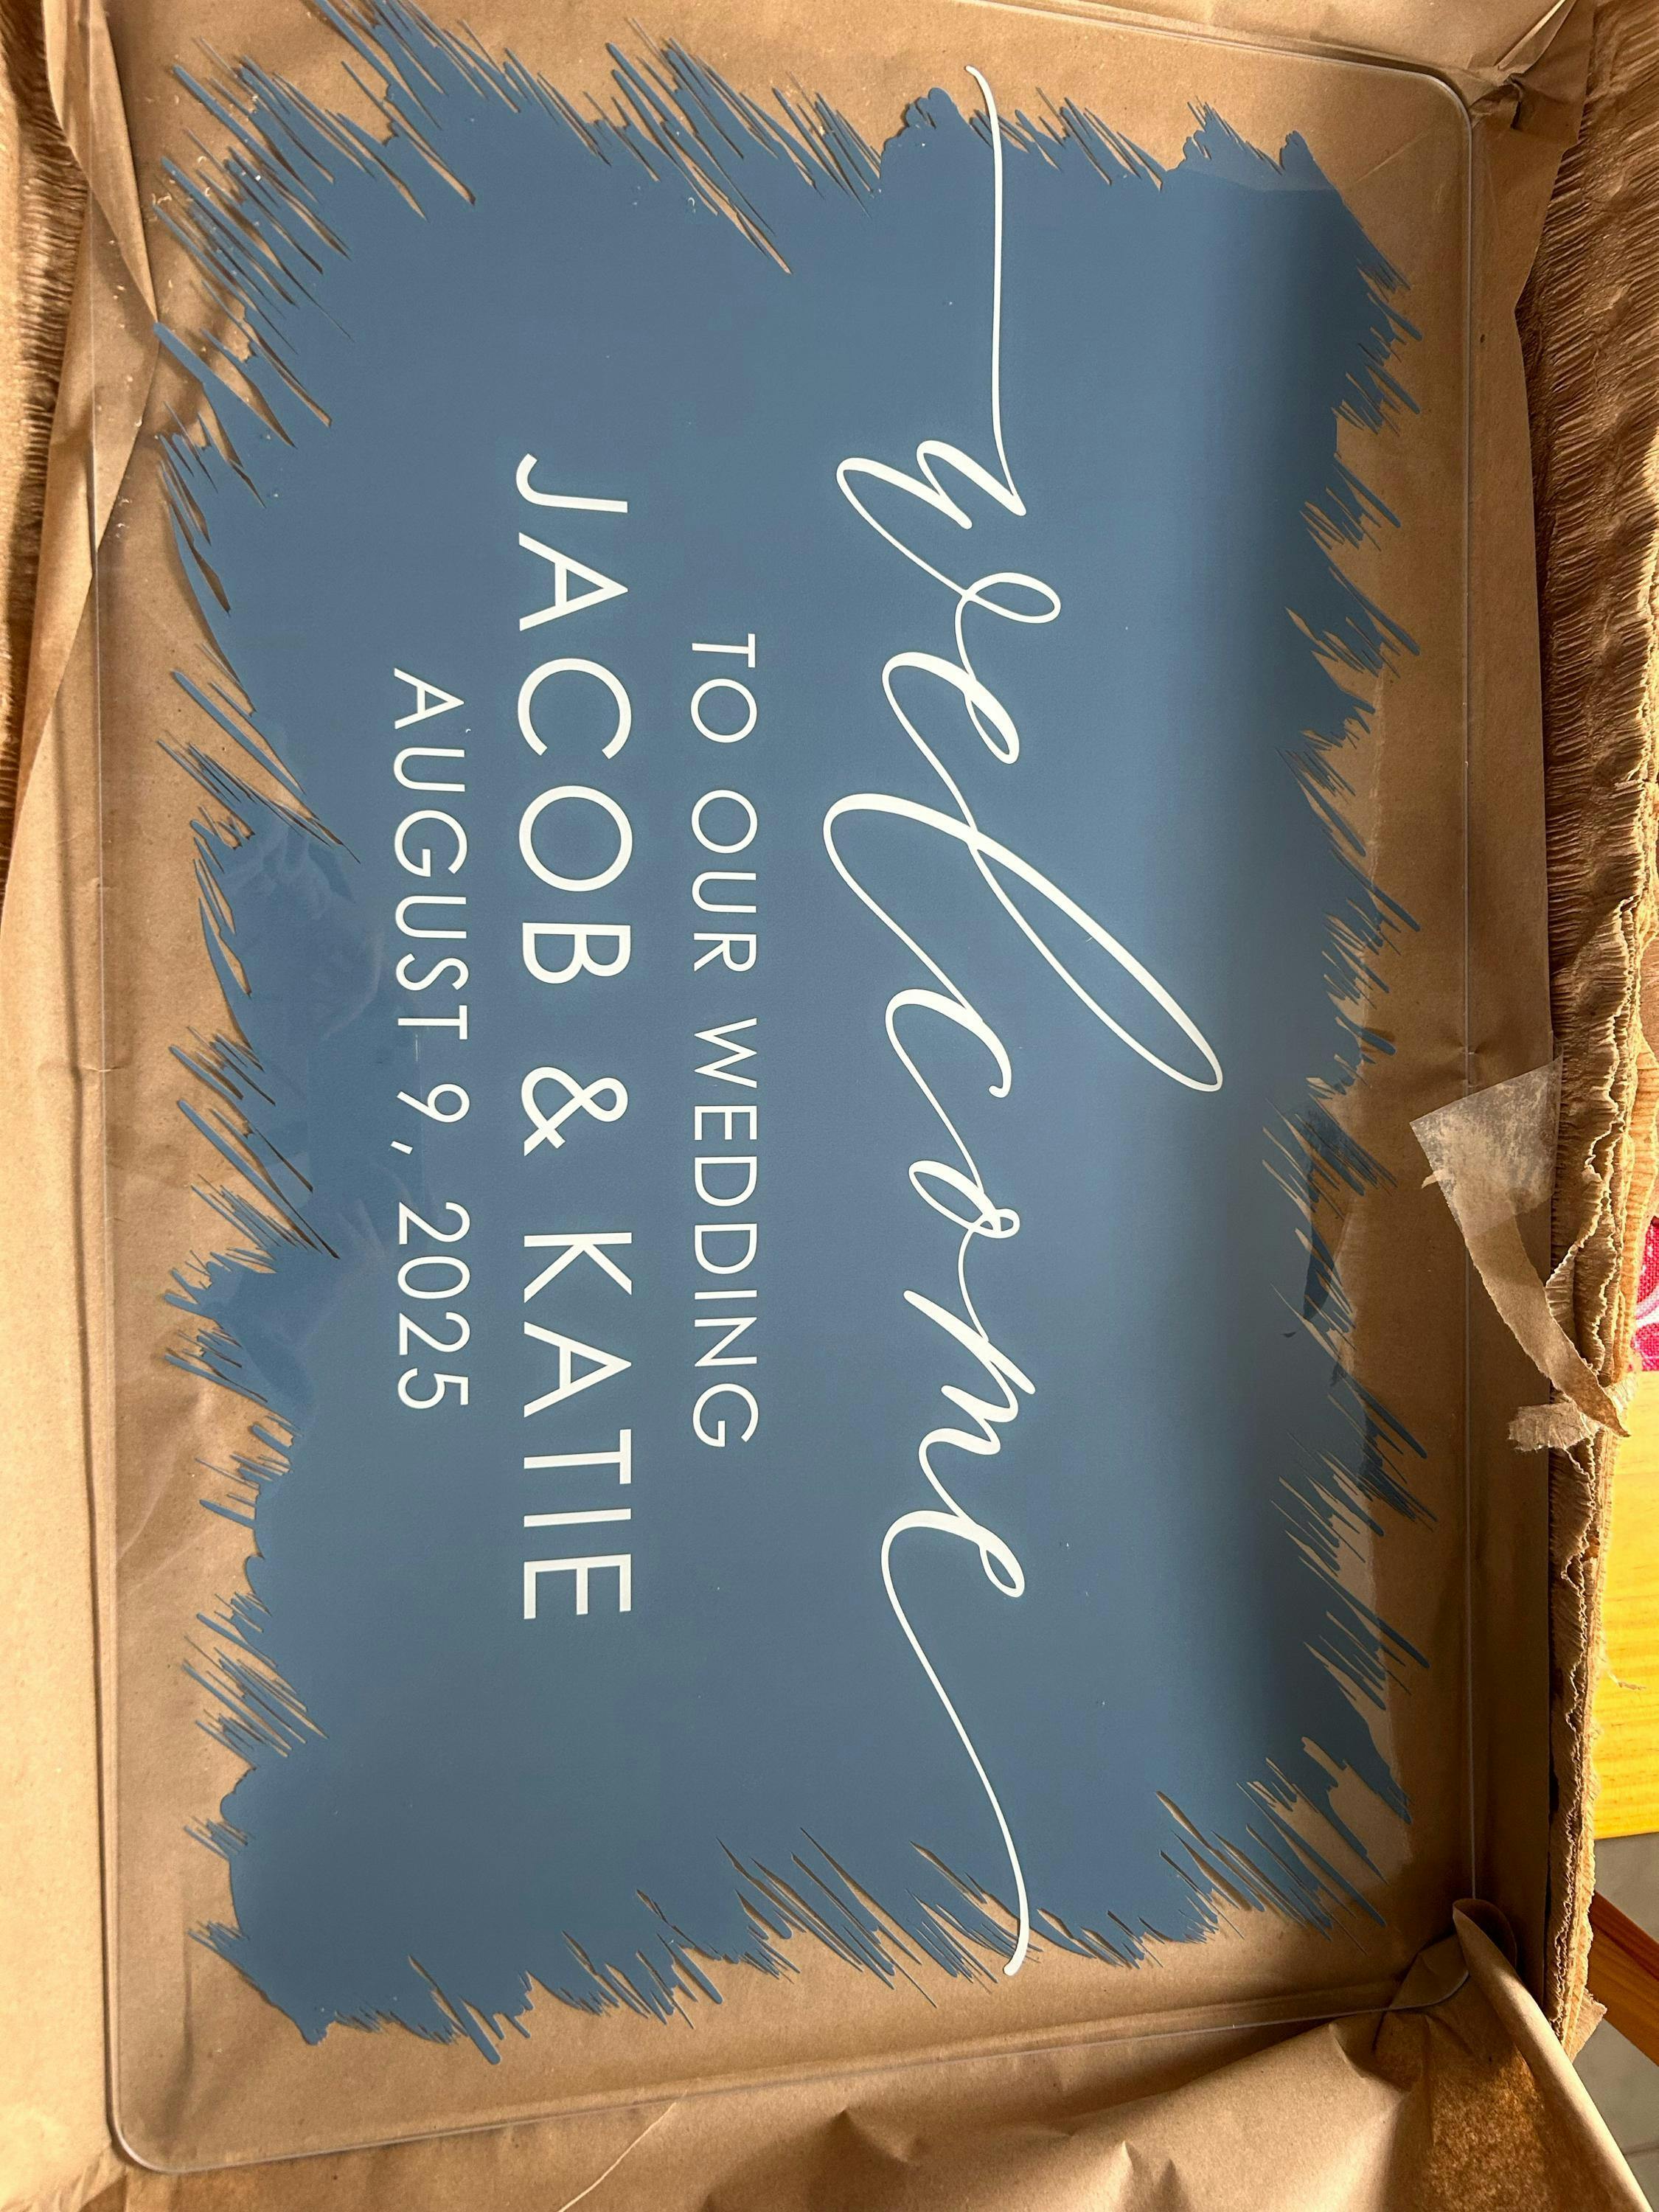 welcome
TO OUR WEDDING
JACOB & KATIE
AUGUST 9, 2025